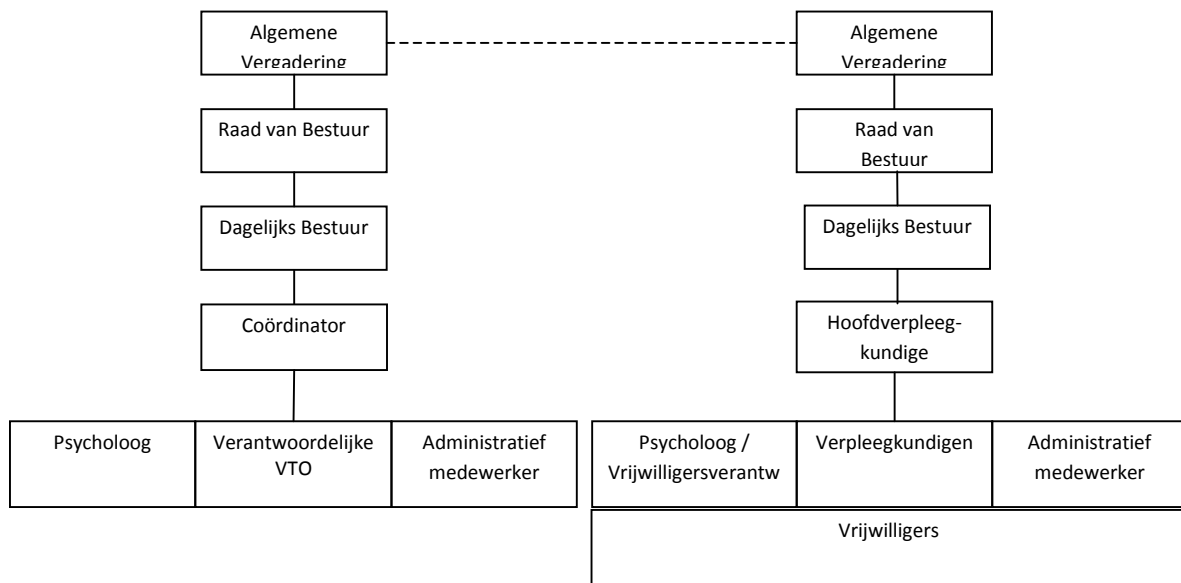 Algemene
Vergadering
Algemene
Vergadering
Raad van Bestuur
Raad van
Bestuur
Dagelijks Bestuur
Dagelijks Bestuur
Coördinator
Hoofdverpleeg-
kundige
Psycholoog
Verantwoordelijke
VTO
Administratief
medewerker
Psycholoog /
Vrijwilligersverantw
Verpleegkundigen
Administratief
medewerker
Vrijwilligers